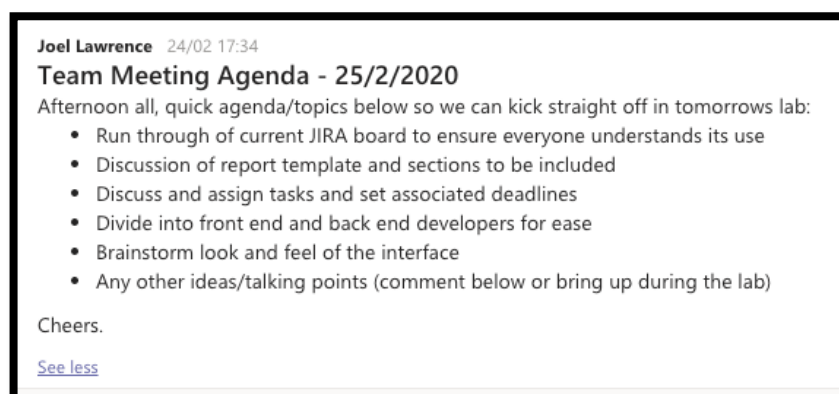 Joel Lawrence 24/02 17:34
Team Meeting Agenda - 25/2/2020
Afternoon all, quick agenda/topics below so we can kick straight off in tomorrows lab:
• Run through of current JIRA board to ensure everyone understands its use
• Discussion of report template and sections to be included
• Discuss and assign tasks and set associated deadlines
• Divide into front end and back end developers for ease
• Brainstorm look and feel of the interface
• Any other ideas/talking points (comment below or bring up during the lab)
Cheers.
See less